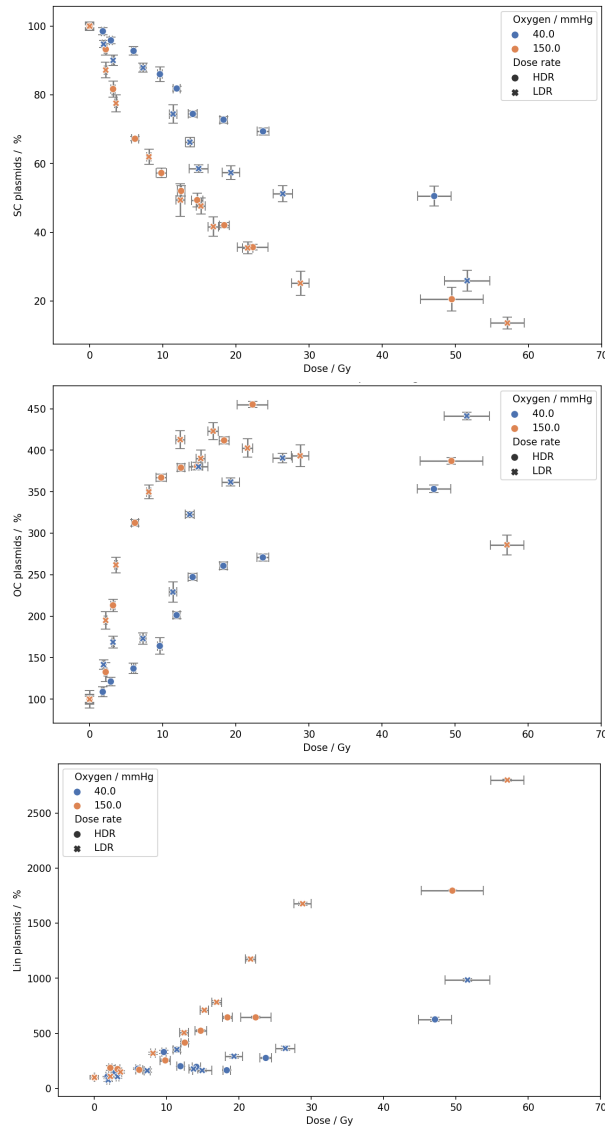 100
80
60
40
20
SC plasmids / %
0
10
20
30
40
50
60
70
Dose / Gy
Oxygen / mmHg
40.0
150.0
Dose rate
HDR
LDR
450
400
350
300
250
200
150
100
OC plasmids / %
0
10
20
30
40
50
60
70
Dose / Gy
Oxygen / mmHg
40.0
150.0
Dose rate
HDR
LDR
2500
2000
1500
1000
500
0
Lin plasmids / %
0
10
20
30
40
50
60
70
Dose / Gy
Oxygen / mmHg
40.0
150.0
Dose rate
HDR
LDR